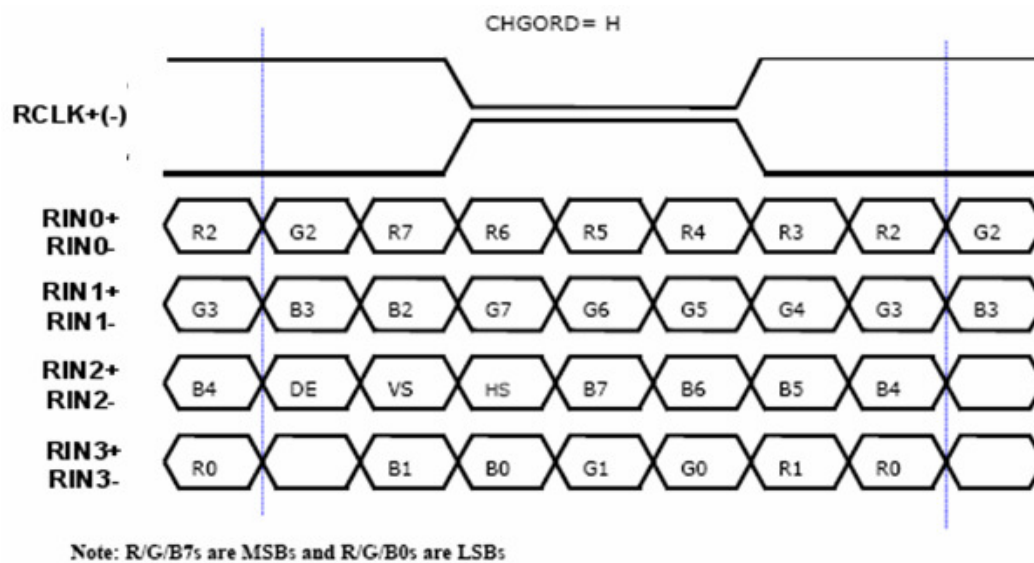 CHGORD= H
RCLK+(-)
RIN0+
RIN0-
R2 G2 R7 R6 R5 R4 R3 R2 G2
RIN1+
RIN1-
G3 B3 B2 G7 G6 G5 G4 G3 B3
RIN2+
RIN2-
B4 DE VS HS B7 B6 B5 B4
RIN3+
RIN3-
R0 B1 B0 G1 G0 R1 R0
Note: R/G/B7s are MSBs and R/G/B0s are LSBs